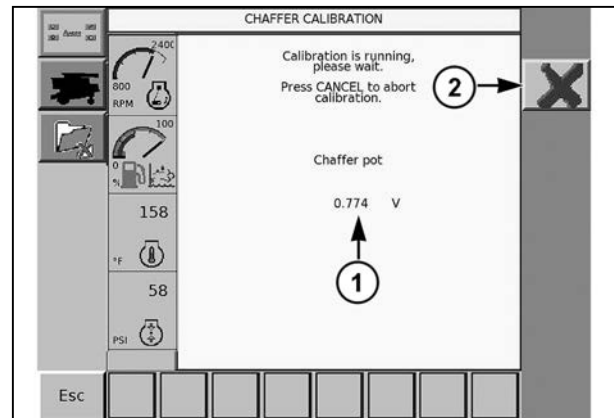 CHAFFER CALIBRATION
2400
800
RPM
100
0
%
158
°F
58
PSI
Calibration is running,
please wait.
Press CANCEL to abort
calibration.
2
Chaffer pot
0.774 V
1
Esc